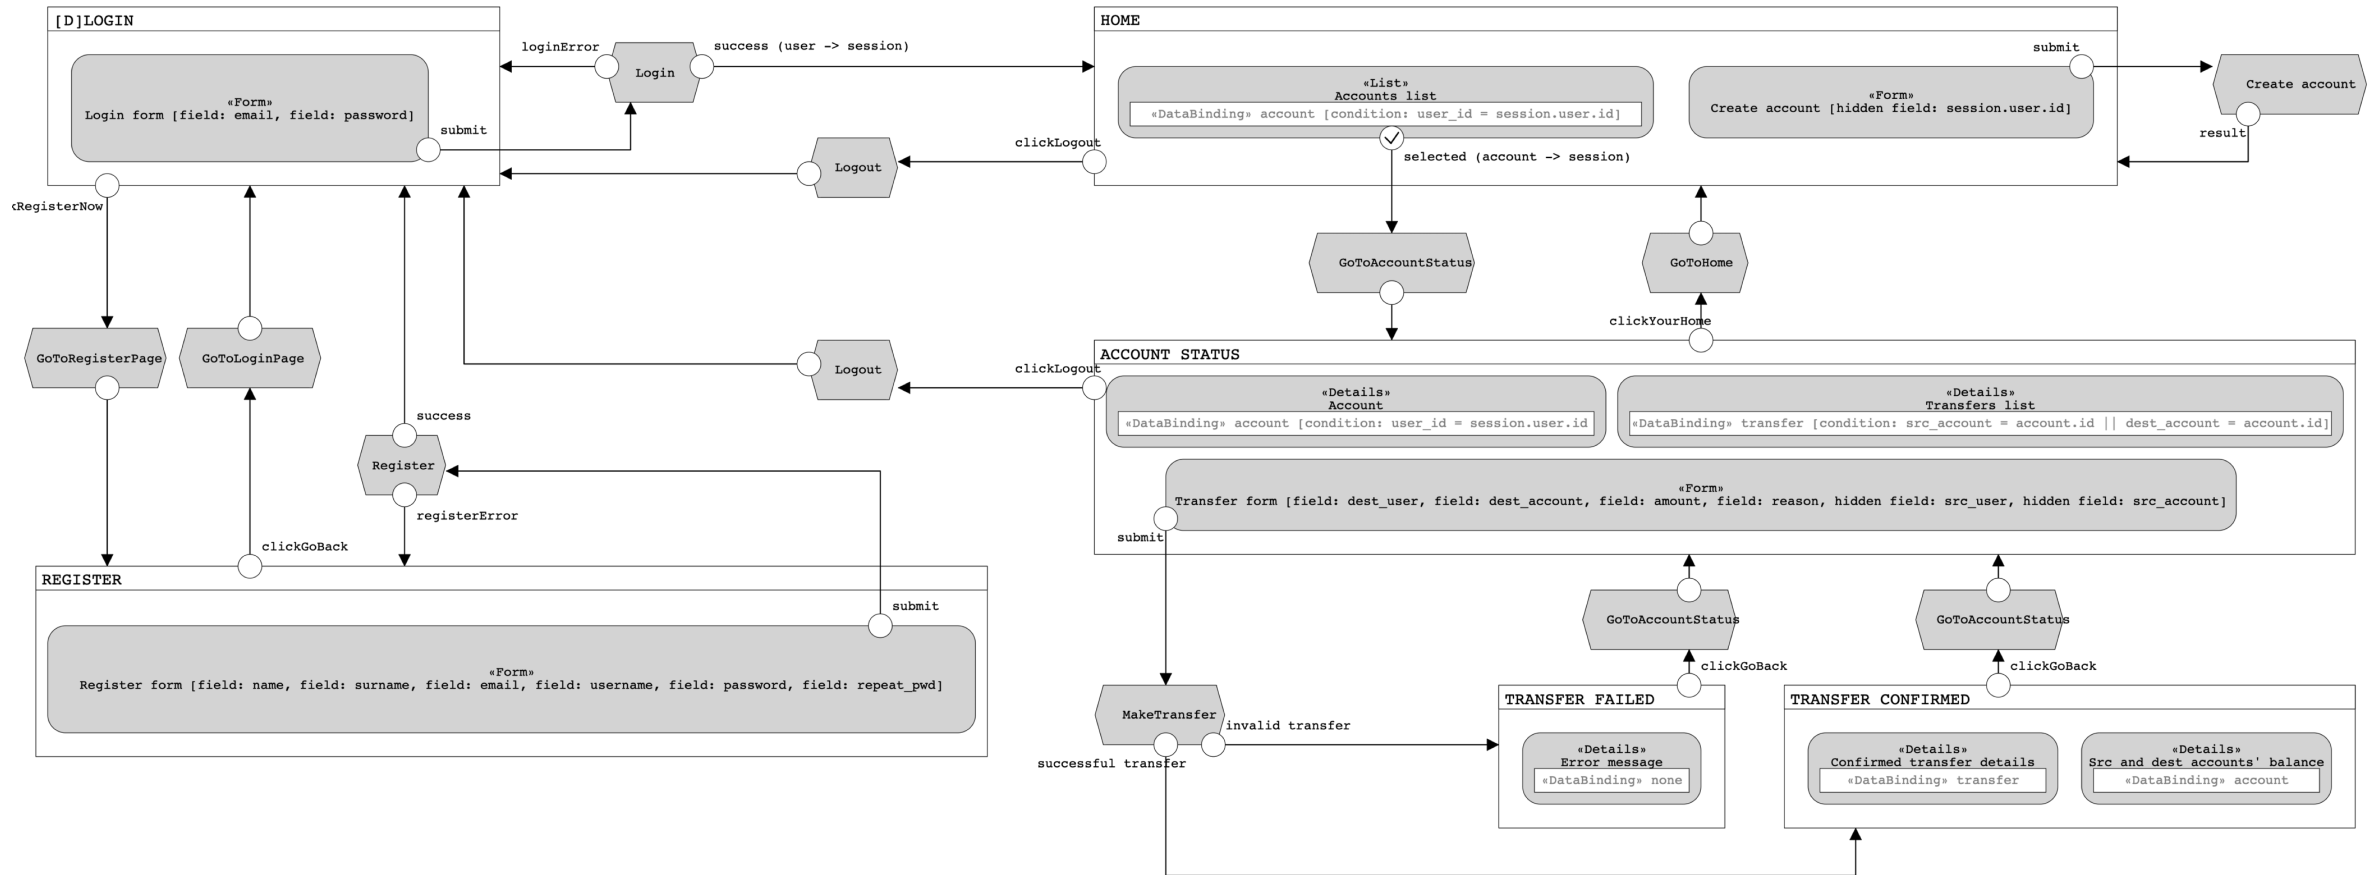 [D]LOGIN
«Form»
Login form [field: email, field: password]
submit
loginError
Login
success (user -> session)
HOME
«List»
Accounts list
«DataBinding» account [condition: user_id = session.user.id]
selected (account -> session)
«Form»
Create account [hidden field: session.user.id]
submit
Create account
result
clickLogout
Logout
RegisterNow
GoToRegisterPage
GoToLoginPage
success
Register
registerError
clickGoBack
GoToAccountStatus
GoToHome
clickYourHome
clickLogout
Logout
ACCOUNT STATUS
«Details»
Account
«DataBinding» account [condition: user_id = session.user.id
«Details»
Transfers list
«DataBinding» transfer [condition: src_account = account.id || dest_account = account.id]
«Form»
Transfer form [field: dest_user, field: dest_account, field: amount, field: reason, hidden field: src_user, hidden field: src_account]
submit
REGISTER
submit
«Form»
Register form [field: name, field: surname, field: email, field: username, field: password, field: repeat_pwd]
GoToAccountStatus
clickGoBack
GoToAccountStatus
clickGoBack
MakeTransfer
invalid transfer
successful transfer
TRANSFER FAILED
«Details»
Error message
«DataBinding» none
TRANSFER CONFIRMED
«Details»
Confirmed transfer details
«DataBinding» transfer
«Details»
Src and dest accounts' balance
«DataBinding» account